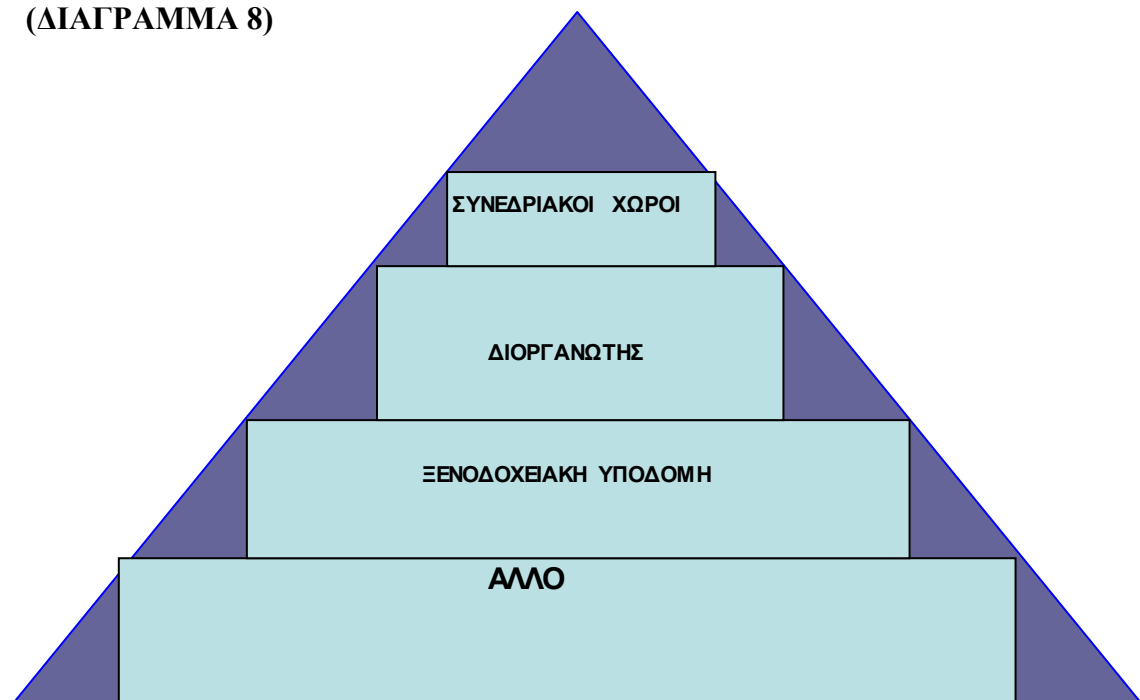 (ΔΙΑΓΡΑΜΜΑ 8)
ΣΥΝΕΔΡΙΑΚΟΙ ΧΩΡΟΙ
ΔΙΟΡΓΑΝΩΤΗΣ
ΞΕΝΟΔΟΧΕΙΑΚΗ ΥΠΟΔΟΜΗ
ΑΛΛΟ